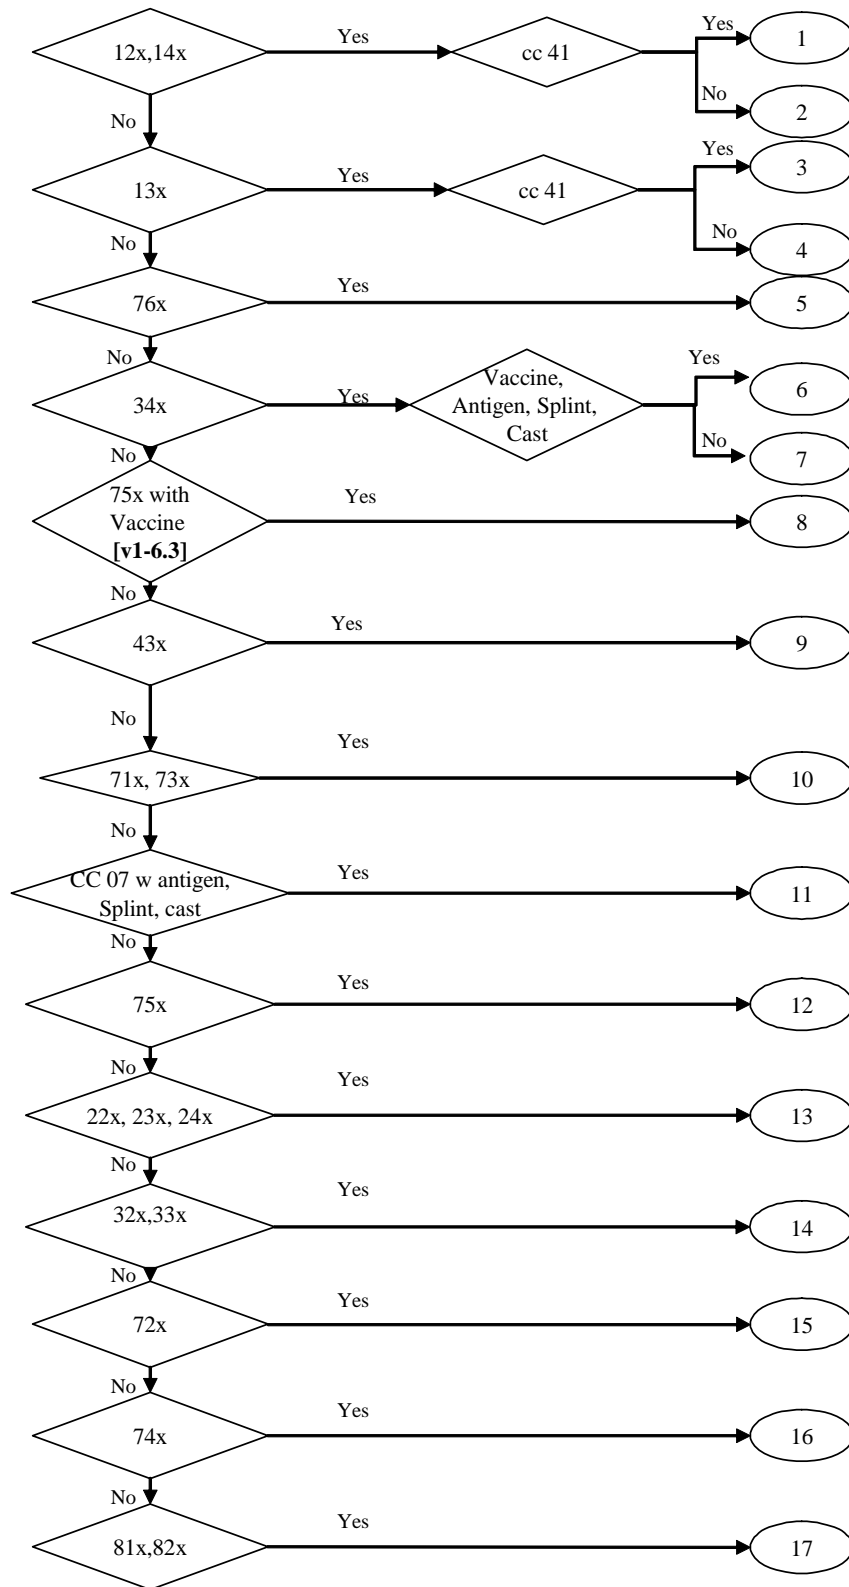 12x,14x
Yes
cc 41
Yes
1
No
2
No
13x
Yes
cc 41
Yes
3
No
4
No
76x
Yes
5
No
34x
Yes
Vaccine,
Antigen, Splint,
Cast
Yes
6
No
7
No
75x with
Vaccine
[v1-6.3]
Yes
8
No
43x
Yes
9
No
71x, 73x
Yes
10
No
CC 07 w antigen,
Splint, cast
Yes
11
No
75x
Yes
12
No
22x, 23x, 24x
Yes
13
No
32x,33x
14
No
72x
Yes
15
No
74x
Yes
16
No
81x,82x
Yes
17